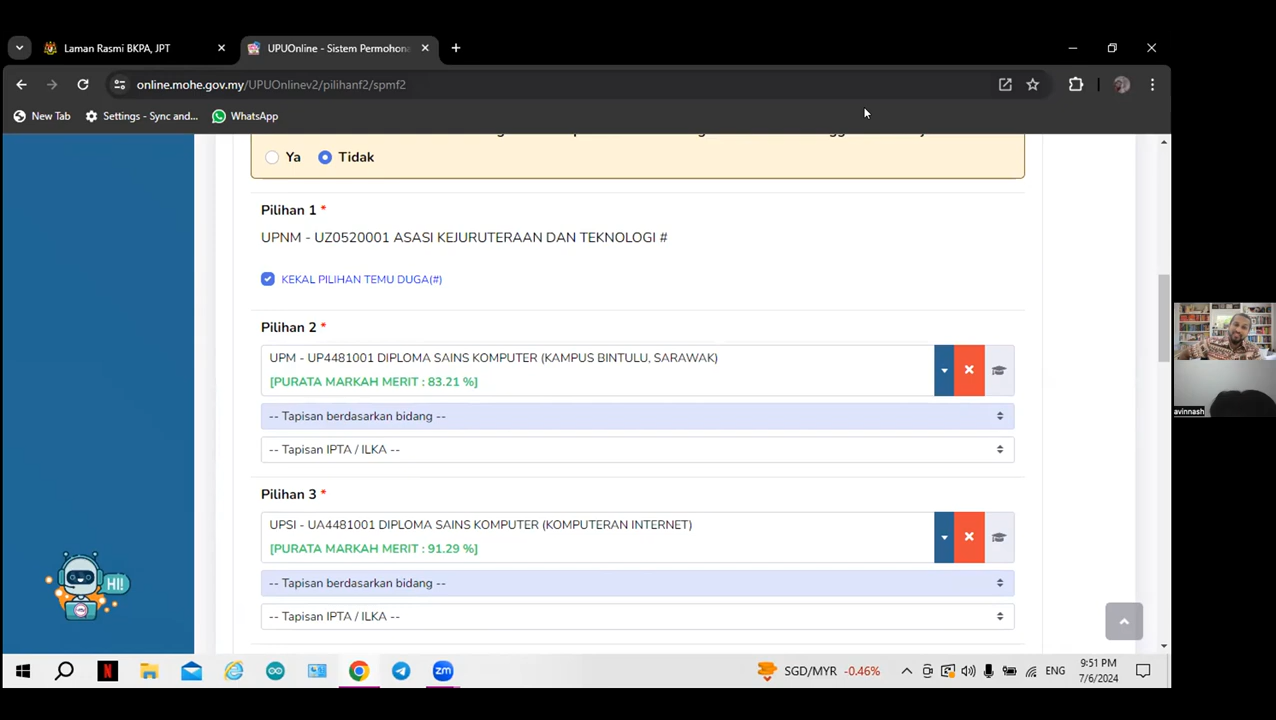 Laman Rasmi BKPA, JPT
UPUOnline - Sistem Permohona
online.mohe.gov.my/UPUOnlinev2/pilihanf2/spmf2
New Tab
Settings - Sync and...
WhatsApp
Ya
Tidak
Pilihan 1 *
UPNM - UZ0520001 ASASI KEJURUTERAAN DAN TEKNOLOGI #
KEKAL PILIHAN TEMU DUGA(#)
Pilihan 2 *
UPM - UP4481001 DIPLOMA SAINS KOMPUTER (KAMPUS BINTULU, SARAWAK)
[PURATA MARKAH MERIT : 83.21 %]
-- Tapisan berdasarkan bidang --
-- Tapisan IPTA / ILKA --
Pilihan 3 *
UPSI - UA4481001 DIPLOMA SAINS KOMPUTER (KOMPUTERAN INTERNET)
[PURATA MARKAH MERIT : 91.29 %]
-- Tapisan berdasarkan bidang --
-- Tapisan IPTA / ILKA --
HI!
avinnash
N
zm
SGD/MYR -0.46%
ENG
9:51 PM
7/6/2024